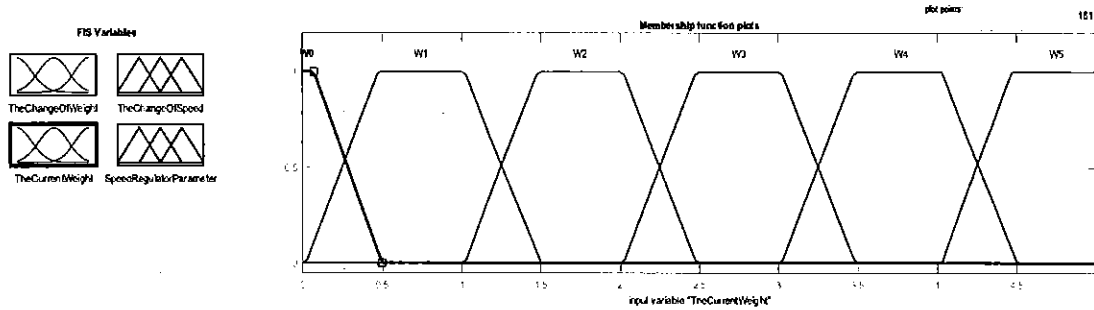 plot points:
181
FIS Variables
Membership function plots
W0 W1 W2 W3 W4 W5
TheChangeOfWeight TheChangeOfSpeed
TheCurrentWeight SpeedRegulatorParameter
1
0.5
0
0 0.5 1 1.5 2 2.5 3 3.5 4 4.5
input variable "TheCurrentWeight"